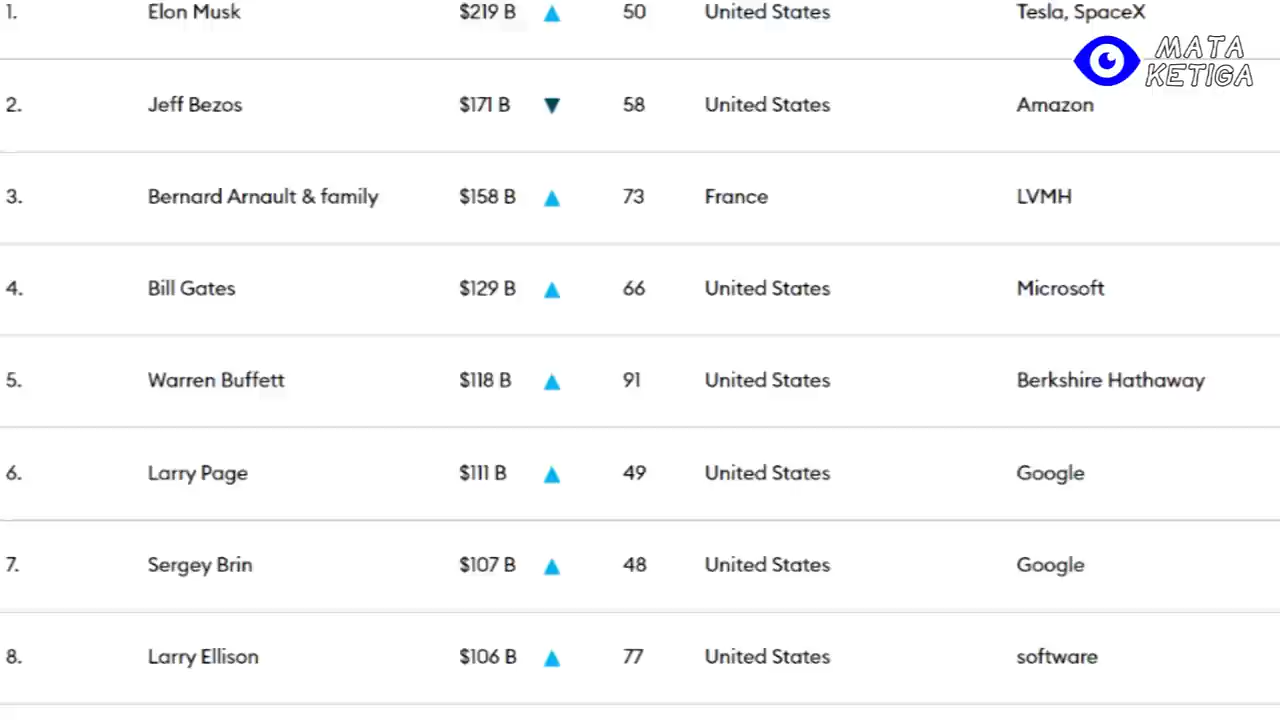 1. Elon Musk $219 B ▲ 50 United States Tesla, SpaceX
MATA
KETIGA
2. Jeff Bezos $171 B ▼ 58 United States Amazon
3. Bernard Arnault & family $158 B ▲ 73 France LVMH
4. Bill Gates $129 B ▲ 66 United States Microsoft
5. Warren Buffett $118 B ▲ 91 United States Berkshire Hathaway
6. Larry Page $111 B ▲ 49 United States Google
7. Sergey Brin $107 B ▲ 48 United States Google
8. Larry Ellison $106 B ▲ 77 United States software